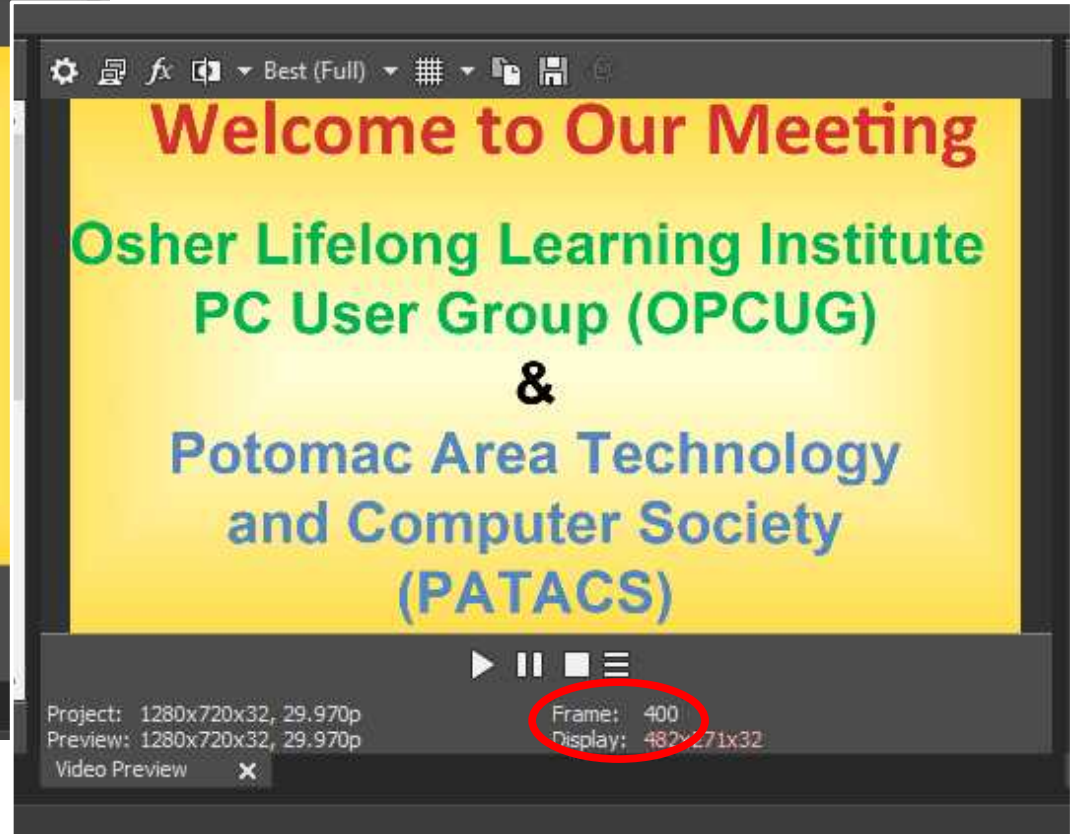 fx Best (Full)
Welcome to Our Meeting
Osher Lifelong Learning Institute
PC User Group (OPCUG)
&
Potomac Area Technology
and Computer Society
(PATACS)
Project: 1280x720x32, 29.970p Frame: 400
Preview: 1280x720x32, 29.970p Display: 482x271x32
Video Preview